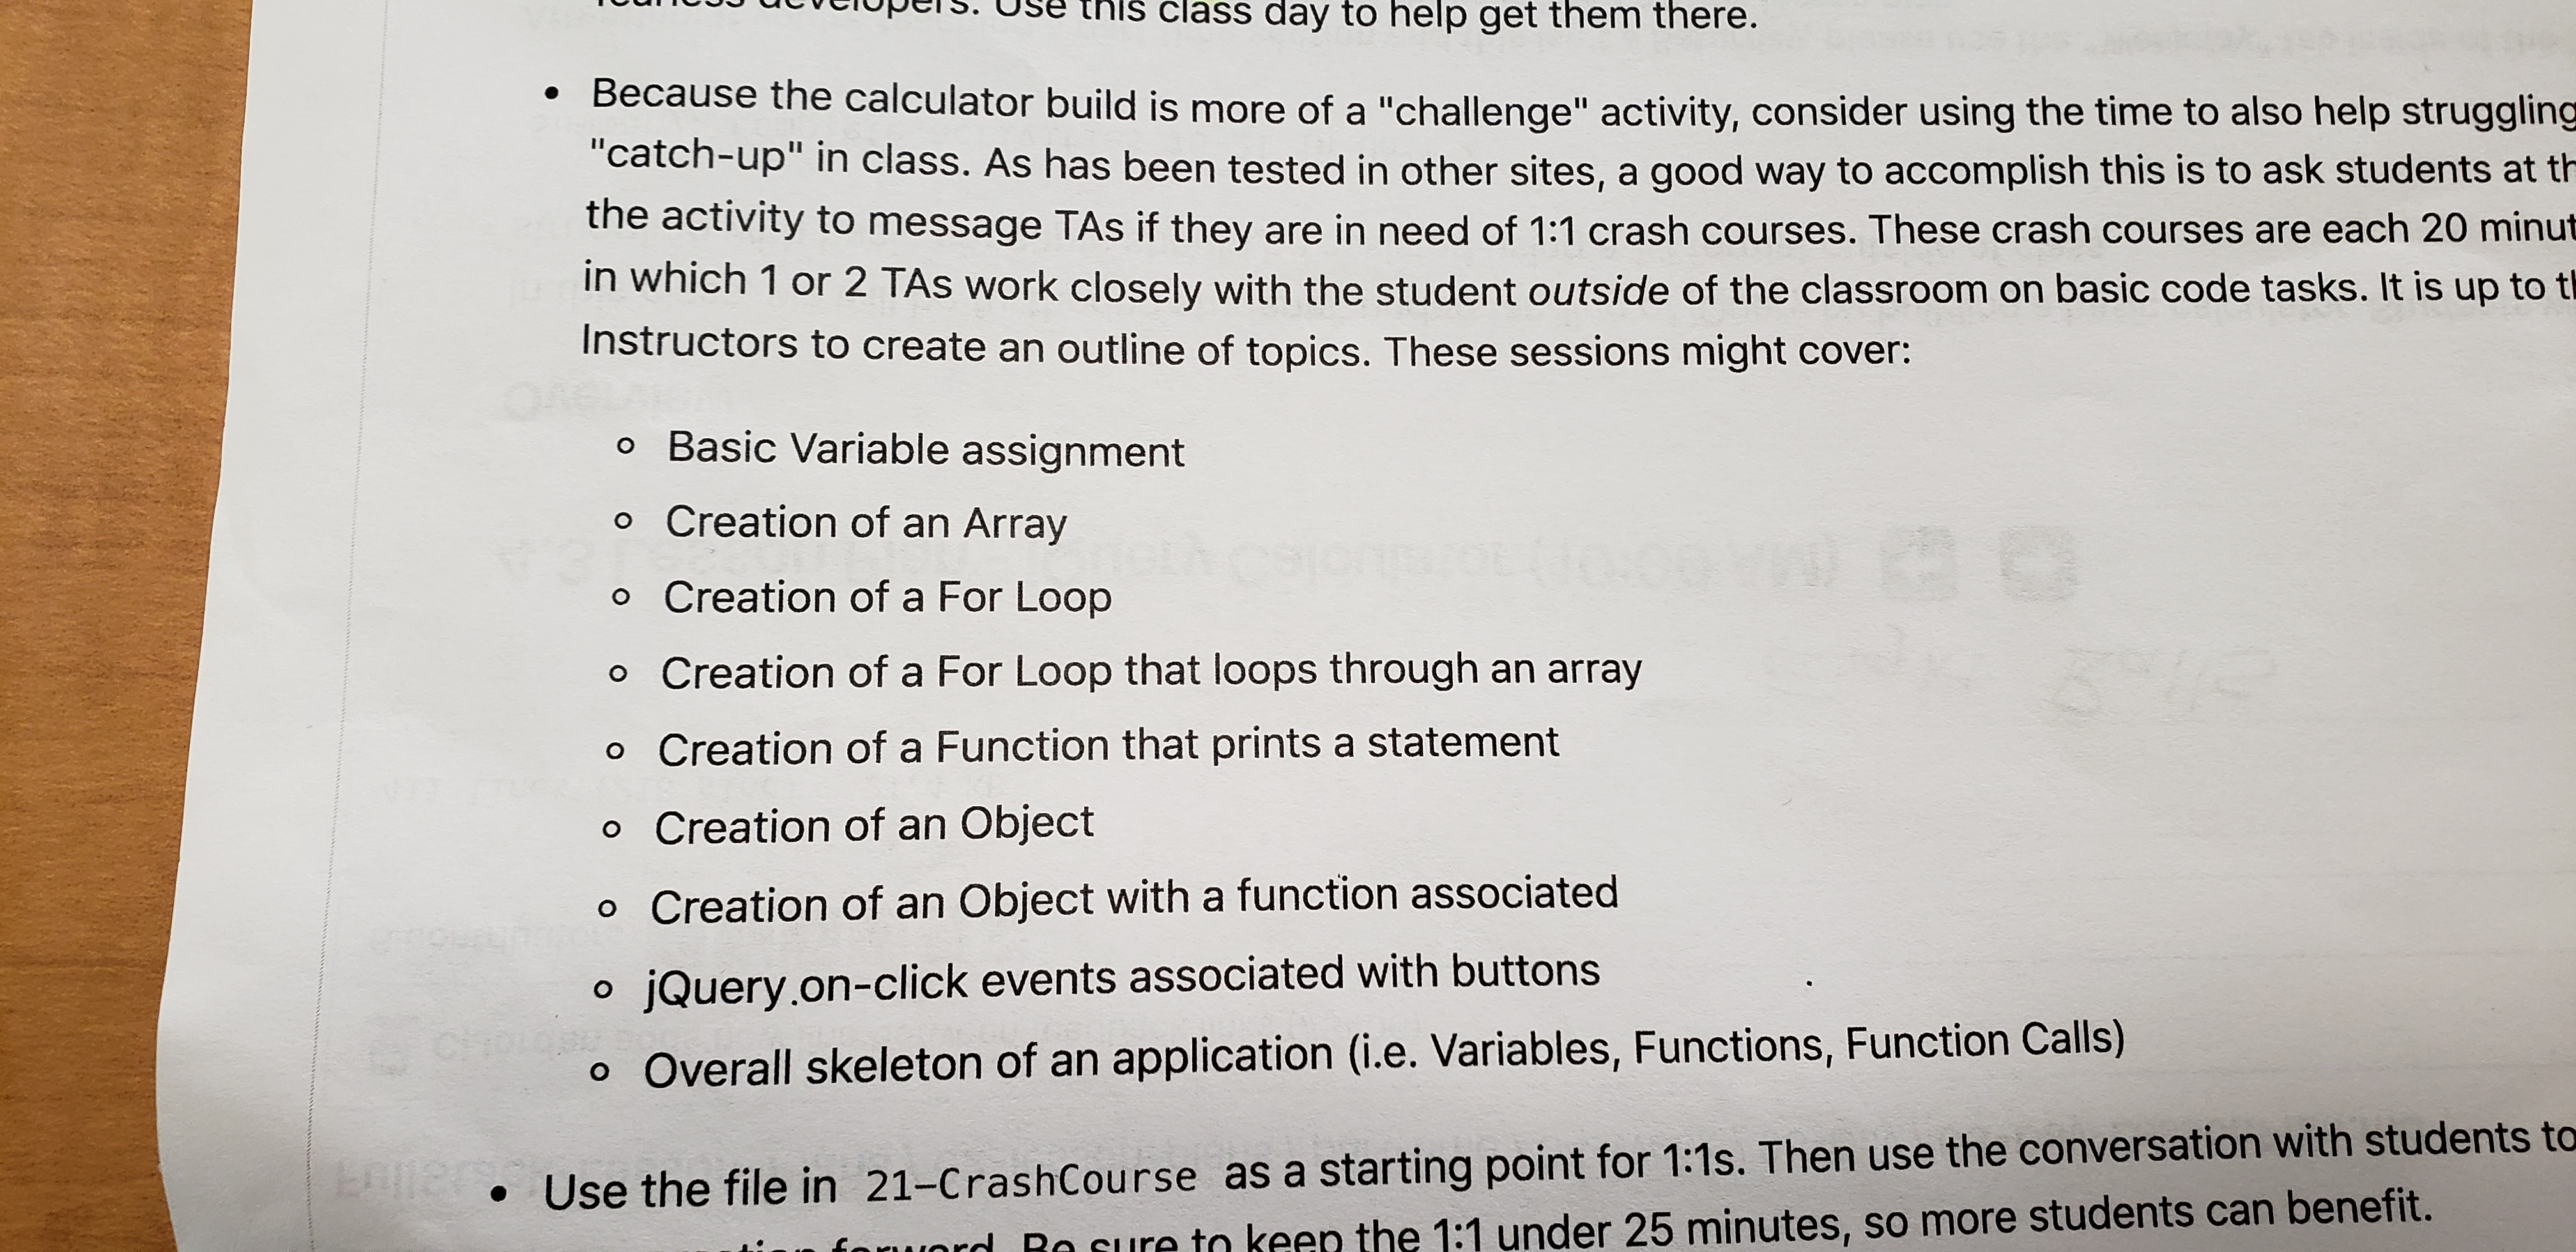 developers. Use this class day to help get them there.
• Because the calculator build is more of a "challenge" activity, consider using the time to also help struggling
"catch-up" in class. As has been tested in other sites, a good way to accomplish this is to ask students at
the activity to message TAs if they are in need of 1:1 crash courses. These crash courses are each 20
in which 1 or 2 TAs work closely with the student outside of the classroom on basic code tasks. It is up to
Instructors to create an outline of topics. These sessions might cover:
○ Basic Variable assignment
○ Creation of an Array
○ Creation of a For Loop
○ Creation of a For Loop that loops through an array
○ Creation of a Function that prints a statement
○ Creation of an Object
○ Creation of an Object with a function associated
○ jQuery.on-click events associated with buttons
○ Overall skeleton of an application (i.e. Variables, Functions, Function Calls)
• Use the file in 21-CrashCourse as a starting point for 1:1s. Then use the conversation with students to
forward. Be sure to keep the 1:1 under 25 minutes, so more students can benefit.